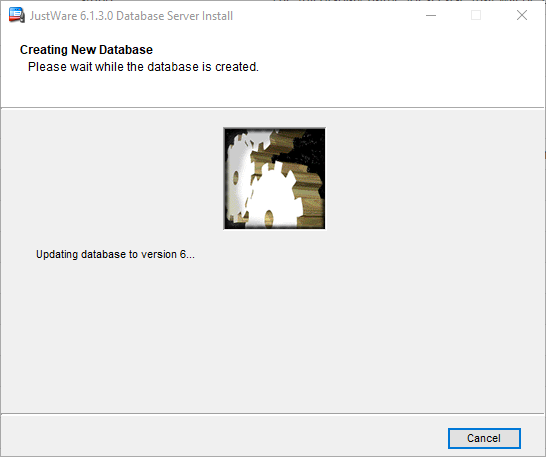 JustWare 6.1.3.0 Database Server Install
Creating New Database
Please wait while the database is created.
Updating database to version 6...
Cancel